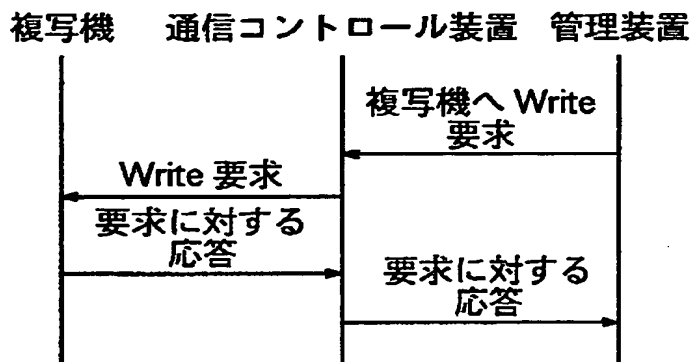 複写機 通信コントロール装置 管理装置
複写機へ Write
要求
Write 要求
要求に対する
応答
要求に対する
応答